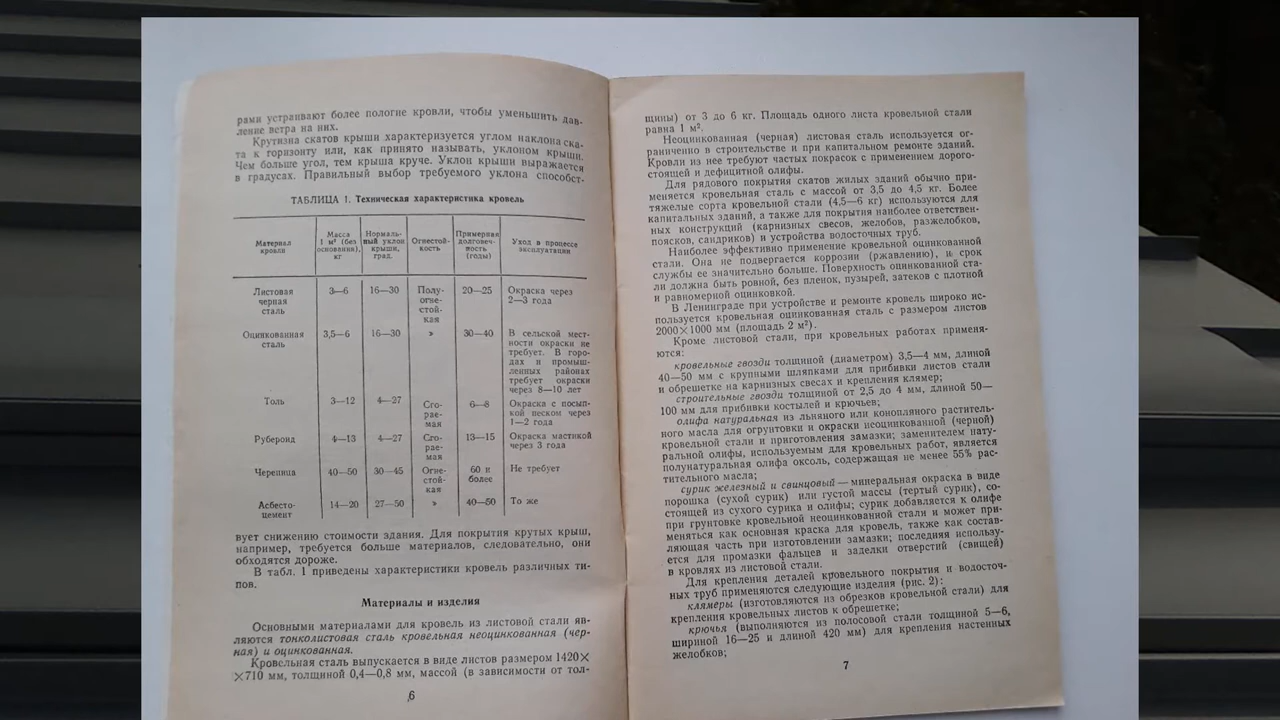 рами устраивают более пологие кровли, чтобы уменьшить дав-
ление ветра на них.
Крутизна скатов крыши характеризуется углом наклона ска-
та к горизонту или, как принято называть, уклоном крыши.
Чем больше угол, тем крыша круче. Уклон крыши выражается
в градусах. Правильный выбор требуемого уклона способст-
ТАБЛИЦА 1. Техническая характеристика кровель
Материал кровли | Масса 1 м² (без основания), кг | Нормаль-ный уклон крыши, град. | Огнестой-кость | Примерная долговеч-ность (годы) | Уход в процессе эксплуатации
Листовая черная сталь | 3—6 | 16—30 | Полу-огне-стой-кая | 20—25 | Окраска через 2—3 года
Оцинкованная сталь | 3,5—6 | 16—30 | » | 30—40 | В сельской мест-ности окраски не требует. В горо-дах и промыш-ленных районах требует окраски через 8—10 лет
Толь | 3—12 | 4—27 | Сго-рае-мая | 6—8 | Окраска с посып-кой песком через 1—2 года
Рубероид | 4—13 | 4—27 | Сго-рае-мая | 13—15 | Окраска мастикой через 3 года
Черепица | 40—50 | 30—45 | Огне-стой-кая | 60 и более | Не требует
Асбесто-цемент | 14—20 | 27—50 | » | 40—50 | То же
вует снижению стоимости здания. Для покрытия крутых крыш,
например, требуется больше материалов, следовательно, они
обходятся дороже.
В табл. 1 приведены характеристики кровель различных ти-
пов.
Материалы и изделия
Основными материалами для кровель из листовой стали яв-
ляются тонколистовая сталь кровельная неоцинкованная (чер-
ная) и оцинкованная.
Кровельная сталь выпускается в виде листов размером 1420×
×710 мм, толщиной 0,4—0,8 мм, массой (в зависимости от тол-
6
щины) от 3 до 6 кг. Площадь одного листа кровельной стали
равна 1 м².
Неоцинкованная (черная) листовая сталь используется ог-
раниченно в строительстве и при капитальном ремонте зданий.
Кровли из нее требуют частых покрасок с применением дорого-
стоящей и дефицитной олифы.
Для рядового покрытия скатов жилых зданий обычно при-
меняется кровельная сталь с массой от 3,5 до 4,5 кг. Более
тяжелые сорта кровельной стали (4,5—6 кг) используются для
капитальных зданий, а также для покрытия наиболее ответствен-
ных конструкций (карнизных свесов, желобов, разжелобков,
поясков, сандриков) и устройства водосточных труб.
Наиболее эффективно применение кровельной оцинкованной
стали. Она не подвергается коррозии (ржавлению), и срок
службы ее значительно больше. Поверхность оцинкованной ста-
ли должна быть ровной, без пленок, пузырей, затеков с плотной
и равномерной оцинковкой.
В Ленинграде при устройстве и ремонте кровель широко ис-
пользуется кровельная оцинкованная сталь с размером листов
2000×1000 мм (площадь 2 м²).
Кроме листовой стали, при кровельных работах применя-
ются:
кровельные гвозди толщиной (диаметром) 3,5—4 мм, длиной
40—50 мм с крупными шляпками для прибивки листов стали
к обрешетке на карнизных свесах и крепления клямер;
строительные гвозди толщиной от 2,5 до 4 мм, длиной 50—
100 мм для прибивки костылей и крючьев;
олифа натуральная из льняного или конопляного раститель-
ного масла для огрунтовки и окраски неоцинкованной (черной)
кровельной стали и приготовления замазки; заменителем нату-
ральной олифы, используемым для кровельных работ, является
полунатуральная олифа оксоль, содержащая не менее 55% рас-
тительного масла;
сурик железный и свинцовый — минеральная окраска в виде
порошка (сухой сурик) или густой массы (тертый сурик), со-
стоящей из сухого сурика и олифы; сурик добавляется к олифе
при грунтовке кровельной неоцинкованной стали и может при-
меняться как основная краска для кровель, также как состав-
ляющая часть при изготовлении замазки; последняя использу-
ется для промазки фальцев и заделки отверстий (свищей)
в кровлях из листовой стали.
Для крепления деталей кровельного покрытия и водосточ-
ных труб применяются следующие изделия (рис. 2):
клямеры (изготовляются из обрезков кровельной стали) для
крепления кровельных листов к обрешетке;
крючья (выполняются из полосовой стали толщиной 5—6,
шириной 16—25 и длиной 420 мм) для крепления настенных
желобков;
7